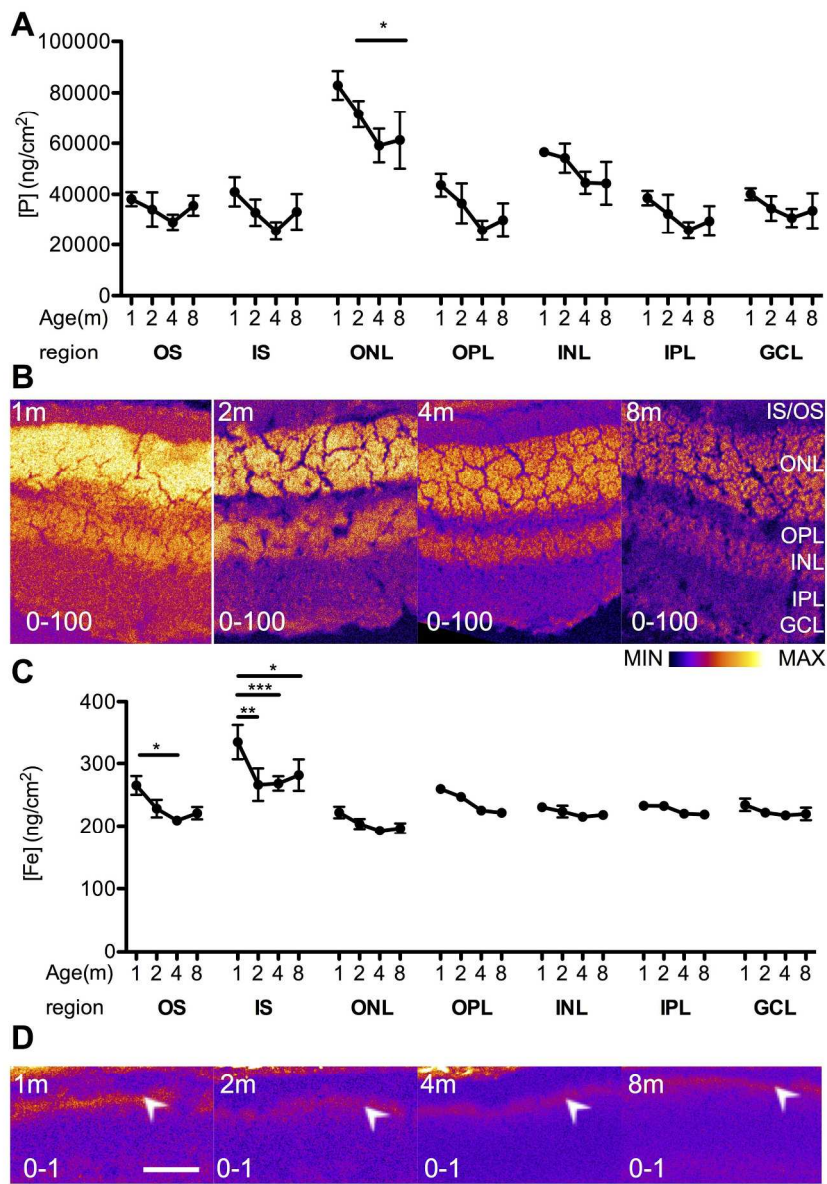 A
*
[P] (ng/cm²)
100000
80000
60000
40000
20000
0
Age(m) 1 2 4 8 1 2 4 8 1 2 4 8 1 2 4 8 1 2 4 8 1 2 4 8 1 2 4 8
region OS IS ONL OPL INL IPL GCL
B
1m 2m 4m 8m IS/OS
ONL
OPL
INL
IPL
0-100 0-100 0-100 0-100 GCL
MIN MAX
C
*
***
* **
[Fe] (ng/cm²)
400
300
200
100
0
Age(m) 1 2 4 8 1 2 4 8 1 2 4 8 1 2 4 8 1 2 4 8 1 2 4 8 1 2 4 8
region OS IS ONL OPL INL IPL GCL
D
1m 2m 4m 8m
0-1 0-1 0-1 0-1